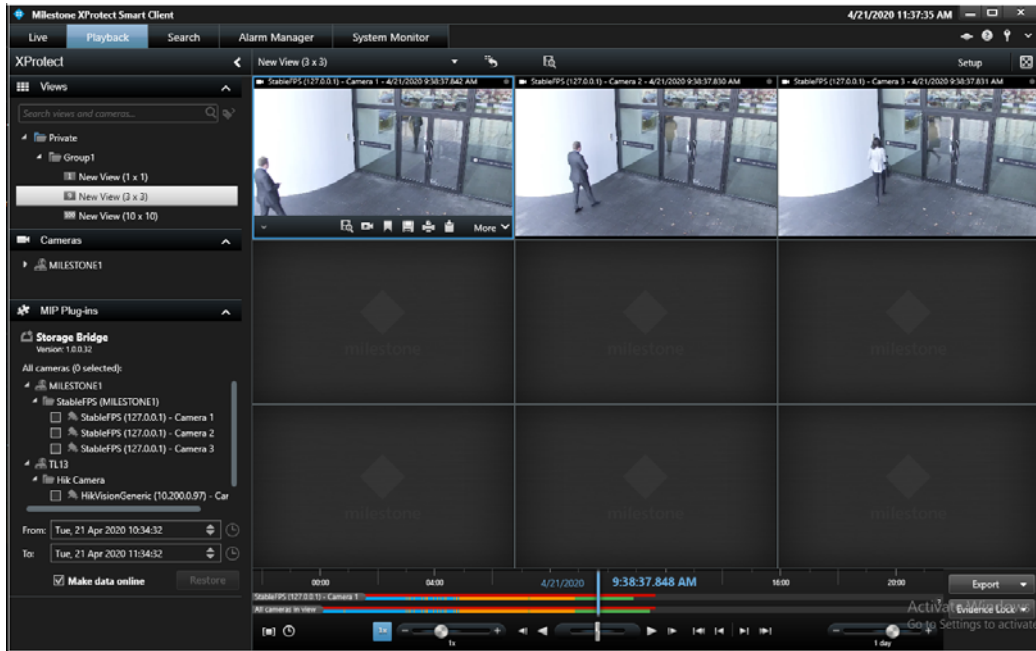 Milestone XProtect Smart Client
4/21/2020 11:37:35 AM
Live Playback Search Alarm Manager System Monitor
XProtect
New View (3 x 3)
Setup
Views
Search views and cameras...
Private
Group1
New View (1 x 1)
New View (3 x 3)
New View (10 x 10)
Cameras
MILESTONE1
MIP Plug-ins
Storage Bridge
Version: 1.0.0.32
All cameras (0 selected):
MILESTONE1
StableFPS (MILESTONE1)
StableFPS (127.0.0.1) - Camera 1
StableFPS (127.0.0.1) - Camera 2
StableFPS (127.0.0.1) - Camera 3
TL13
Hik Camera
HikVisionGeneric (10.200.0.97) - Car
From: Tue, 21 Apr 2020 10:34:32
To: Tue, 21 Apr 2020 11:34:32
Make data online
Restore
StableFPS (127.0.0.1) - Camera 1 - 4/21/2020 9:38:37.842 AM
StableFPS (127.0.0.1) - Camera 2 - 4/21/2020 9:38:37.830 AM
StableFPS (127.0.0.1) - Camera 3 - 4/21/2020 9:38:37.831 AM
More
milestone
milestone
milestone
milestone
milestone
milestone
00:00 04:00 4/21/2020 9:38:37.848 AM 16:00 20:00
StableFPS (127.0.0.1) - Camera 1
All cameras in view
1x
1x
1 day
Export
Evidence Lock
Activate Windows
Go to Settings to activate